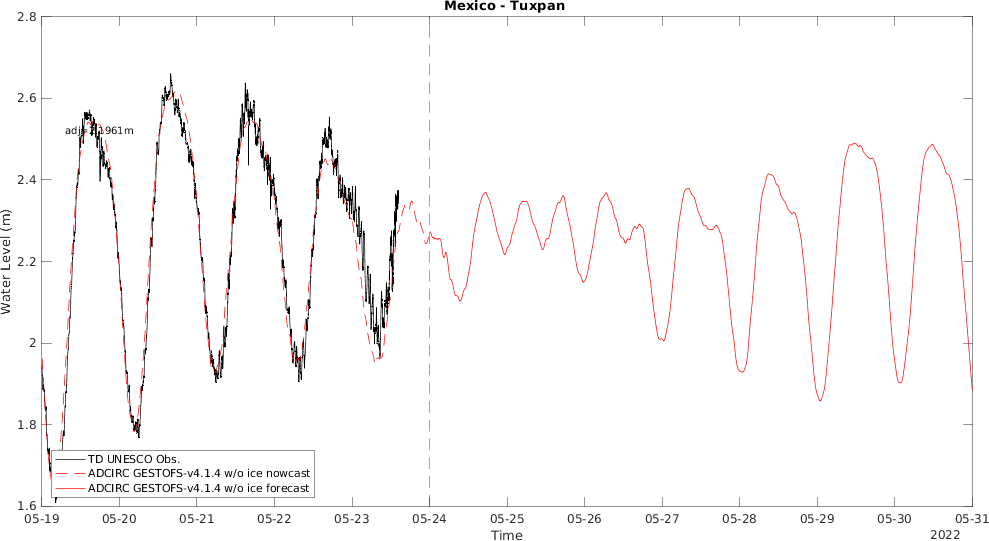 Mexico - Tuxpan
2.8
2.6
2.4
2.2
2
1.8
1.6
Water Level (m)
TD UNESCO Obs.
ADCIRC GESTOFS-v4.1.4 w/o ice nowcast
ADCIRC GESTOFS-v4.1.4 w/o ice forecast
05-19 05-20 05-21 05-22 05-23 05-24 05-25 05-26 05-27 05-28 05-29 05-30 05-31
Time
2022